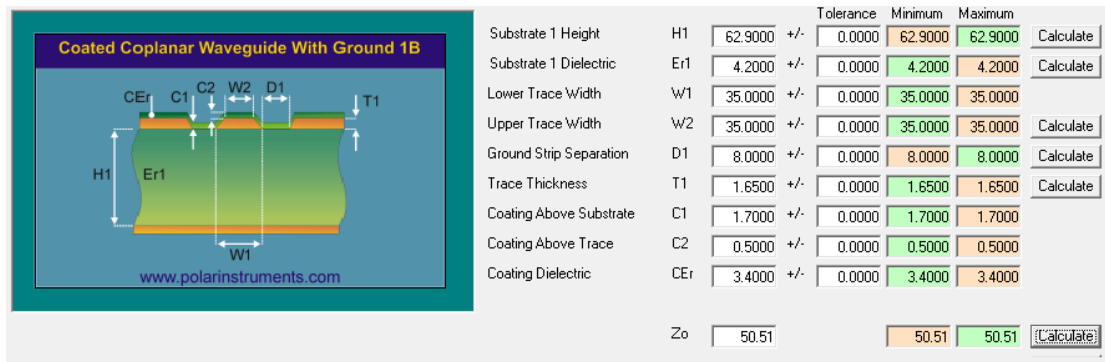 Coated Coplanar Waveguide With Ground 1B
CEr C1 C2 W2 D1 T1
H1 Er1
W1
www.polarinstruments.com
Tolerance Minimum Maximum
Substrate 1 Height H1 62.9000 +/- 0.0000 62.9000 62.9000 Calculate
Substrate 1 Dielectric Er1 4.2000 +/- 0.0000 4.2000 4.2000 Calculate
Lower Trace Width W1 35.0000 +/- 0.0000 35.0000 35.0000
Upper Trace Width W2 35.0000 +/- 0.0000 35.0000 35.0000 Calculate
Ground Strip Separation D1 8.0000 +/- 0.0000 8.0000 8.0000 Calculate
Trace Thickness T1 1.6500 +/- 0.0000 1.6500 1.6500 Calculate
Coating Above Substrate C1 1.7000 +/- 0.0000 1.7000 1.7000
Coating Above Trace C2 0.5000 +/- 0.0000 0.5000 0.5000
Coating Dielectric CEr 3.4000 +/- 0.0000 3.4000 3.4000
Zo 50.51 50.51 50.51 Calculate